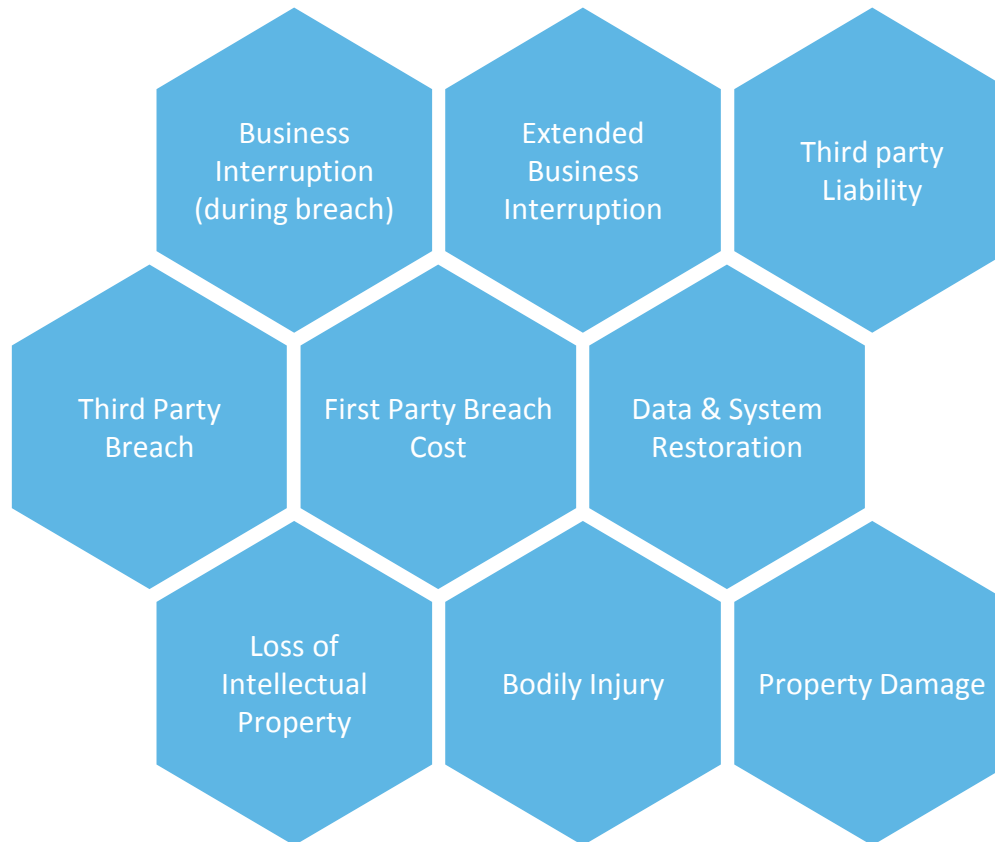 Business
Interruption
(during breach)
Extended
Business
Interruption
Third party
Liability
Third Party
Breach
First Party Breach
Cost
Data & System
Restoration
Loss of
Intellectual
Property
Bodily Injury
Property Damage